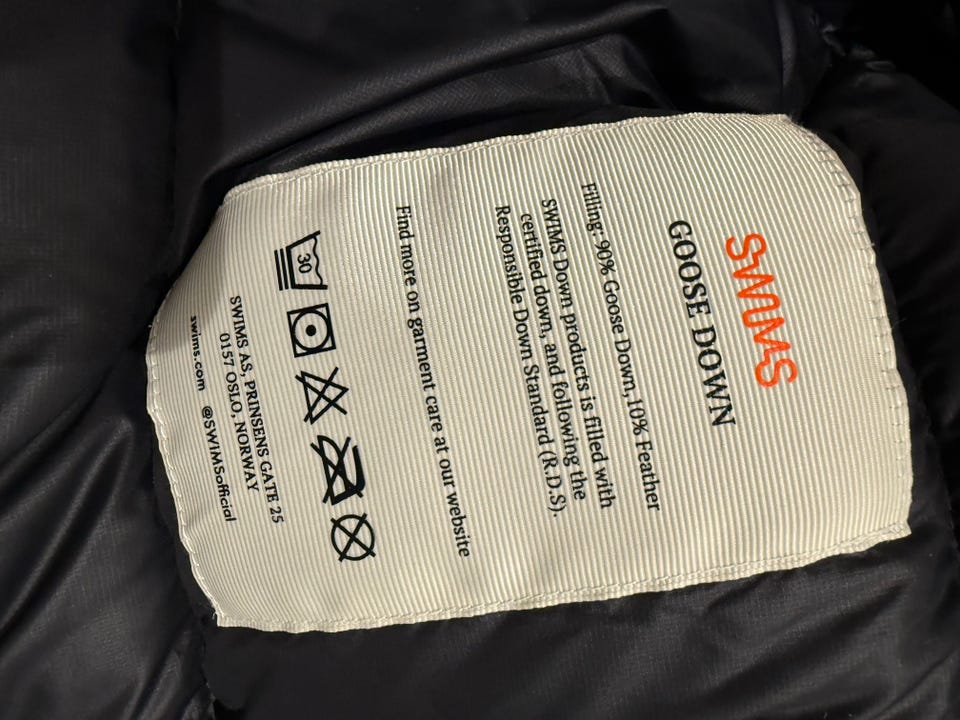 SWIMS
GOOSE DOWN
Filling: 90% Goose Down, 10% Feather
SWIMS Down products is filled with
certified down, and following the
Responsible Down Standard (R.D.S).
Find more on garment care at our website
30
SWIMS AS, PRINSENS GATE 25
0157 OSLO, NORWAY
swims.com @SWIMSofficial